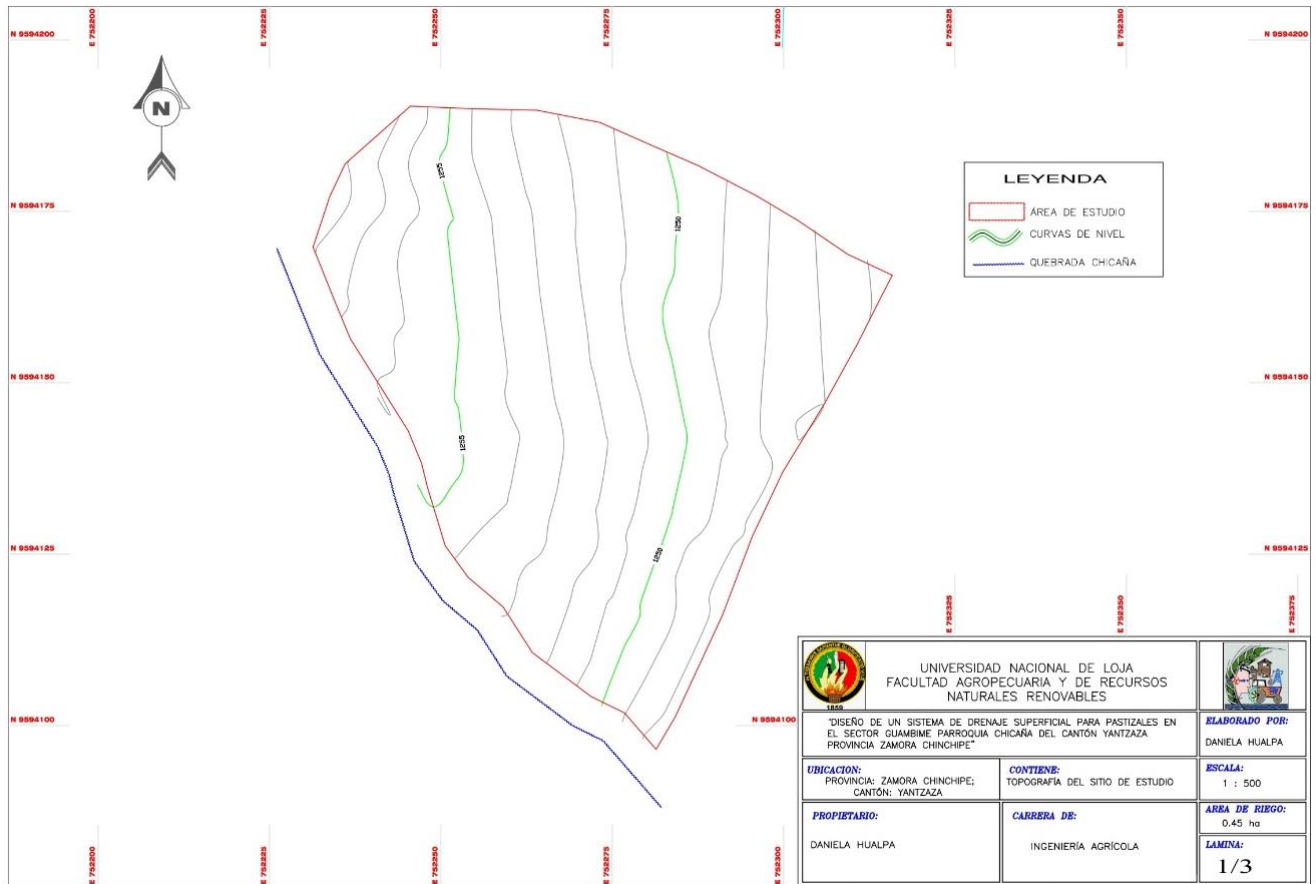 E 752200
E 752225
E 752250
E 752275
E 752300
E 752325
E 752350
N 9594200
N 9594200
N
1255
1250
LEYENDA
ÁREA DE ESTUDIO
CURVAS DE NIVEL
QUEBRADA CHICAÑA
N 9594175
N 9594175
N 9594150
N 9594150
1255
1250
N 9594125
N 9594125
E 752325
E 752350
E 752375
N 9594100
N 9594100
1859
UNIVERSIDAD NACIONAL DE LOJA
FACULTAD AGROPECUARIA Y DE RECURSOS
NATURALES RENOVABLES
"DISEÑO DE UN SISTEMA DE DRENAJE SUPERFICIAL PARA PASTIZALES EN
EL SECTOR GUAMBIME PARROQUIA CHICAÑA DEL CANTÓN YANTZAZA
PROVINCIA ZAMORA CHINCHIPE"
ELABORADO POR:
DANIELA HUALPA
UBICACION:
PROVINCIA: ZAMORA CHINCHIPE;
CANTÓN: YANTZAZA
CONTIENE:
TOPOGRAFÍA DEL SITIO DE ESTUDIO
ESCALA:
1 : 500
PROPIETARIO:
DANIELA HUALPA
CARRERA DE:
INGENIERÍA AGRÍCOLA
AREA DE RIEGO:
0.45 ha
LAMINA:
1/3
E 752200
E 752225
E 752250
E 752275
E 752300